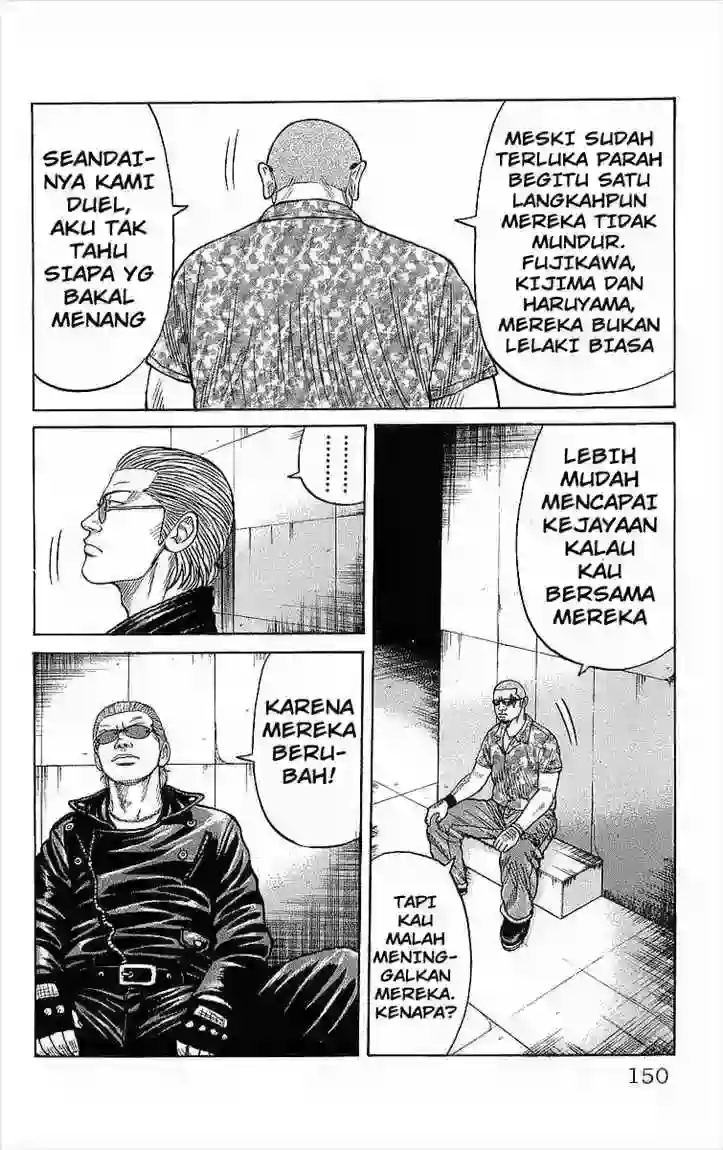 MESKI SUDAH
TERLUKA PARAH
BEGITU SATU
LANGKAHPUN
MEREKA TIDAK
MUNDUR.
FUJIKAWA,
KIJIMA DAN
HARUYAMA,
MEREKA BUKAN
LELAKI BIASA
SEANDAI-
NYA KAMI
DUEL,
AKU TAK
TAHU
SIAPA YG
BAKAL
MENANG
LEBIH
MUDAH
MENCAPAI
KEJAYAAN
KALAU
KAU
BERSAMA
MEREKA
TAPI
KAU
MALAH
MENING-
GALKAN
MEREKA.
KENAPA?
.......
.......
KARENA
MEREKA
BERU-
BAH!
150